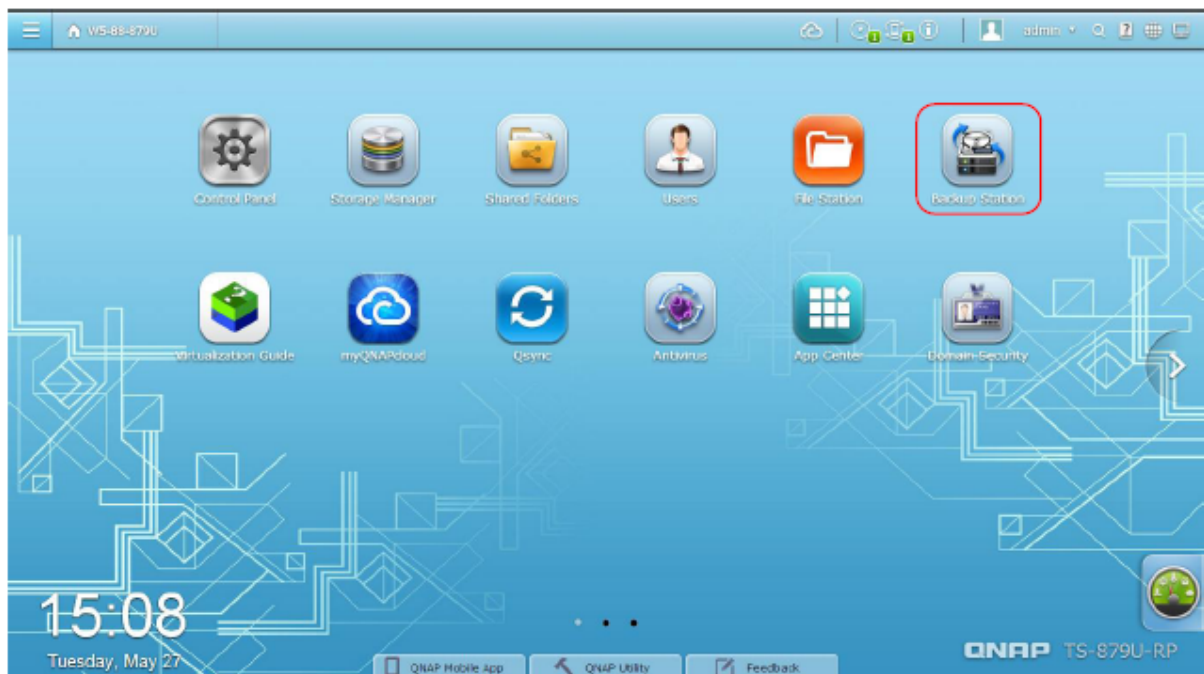 WS-88-879U
1
1
admin
Control Panel
Storage Manager
Shared Folders
Users
File Station
Backup Station
Virtualization Guide
myQNAPcloud
Qsync
Antivirus
App Center
Domain Security
15:08
Tuesday, May 27
QNAP TS-879U-RP
QNAP Mobile App
QNAP Utility
Feedback